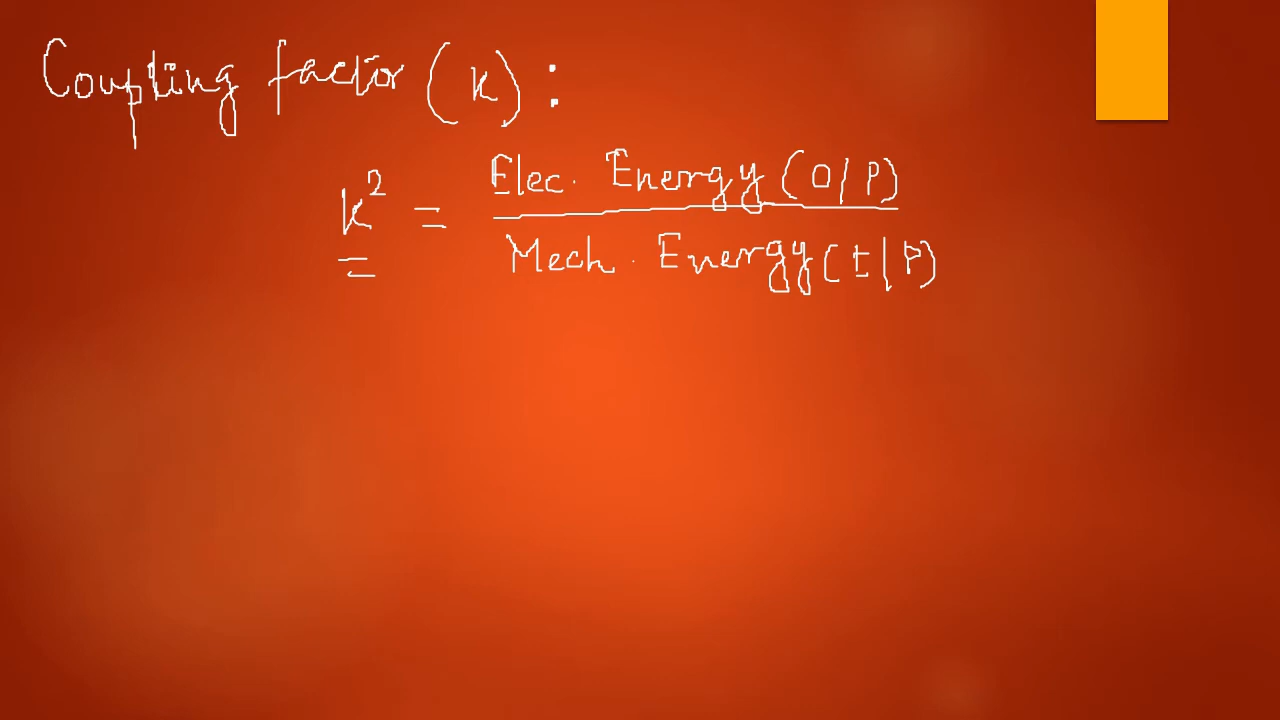 Coupling factor (k) :
k² = Elec. Energy (O/P)
Mech. Energy (I/P)